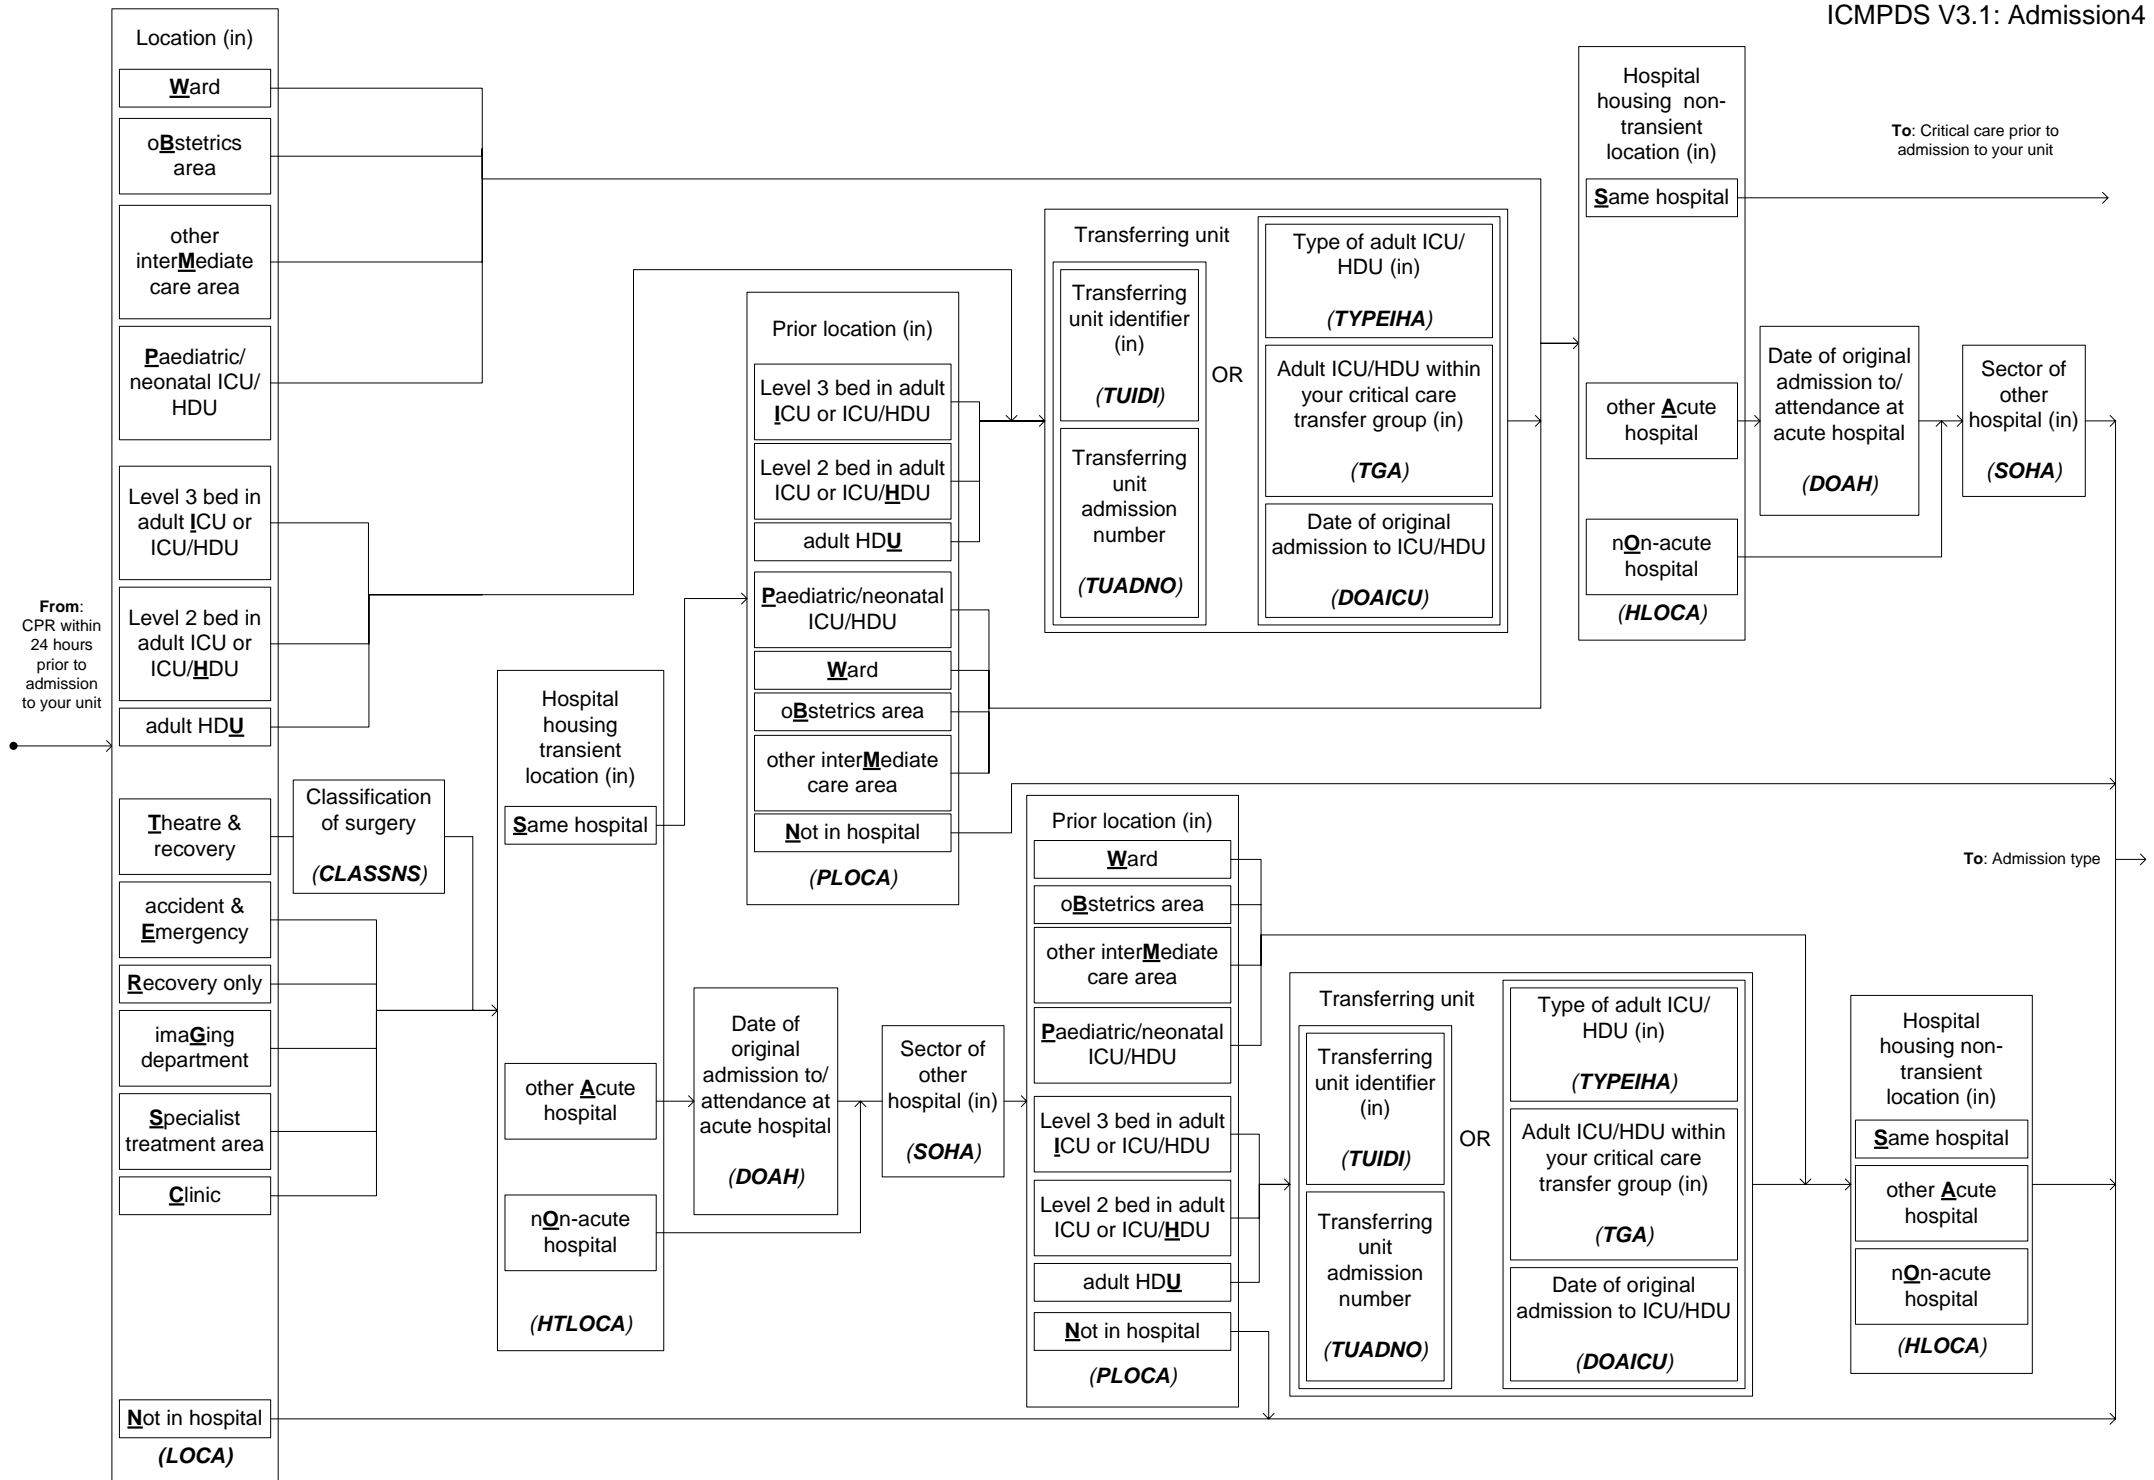 ICMPDS V3.1: Admission4
From:
CPR within
24 hours
prior to
admission
to your unit
Location (in)
Ward
oBstetrics
area
other
interMediate
care area
Paediatric/
neonatal ICU/
HDU
Level 3 bed in
adult ICU or
ICU/HDU
Level 2 bed in
adult ICU or
ICU/HDU
adult HDU
Theatre &
recovery
accident &
Emergency
Recovery only
imaGing
department
Specialist
treatment area
Clinic
Not in hospital
(LOCA)
Classification
of surgery
(CLASSNS)
Hospital
housing
transient
location (in)
Same hospital
other Acute
hospital
nOn-acute
hospital
(HTLOCA)
Date of
original
admission to/
attendance at
acute hospital
(DOAH)
Sector of
other
hospital (in)
(SOHA)
Prior location (in)
Level 3 bed in adult
ICU or ICU/HDU
Level 2 bed in adult
ICU or ICU/HDU
adult HDU
Paediatric/neonatal
ICU/HDU
Ward
oBstetrics area
other interMediate
care area
Not in hospital
(PLOCA)
Transferring unit
Transferring
unit identifier
(in)
(TUIDI)
Transferring
unit
admission
number
(TUADNO)
OR
Type of adult ICU/
HDU (in)
(TYPEIHA)
Adult ICU/HDU within
your critical care
transfer group (in)
(TGA)
Date of original
admission to ICU/HDU
(DOAICU)
Hospital
housing non-
transient
location (in)
Same hospital
other Acute
hospital
nOn-acute
hospital
(HLOCA)
To: Critical care prior to
admission to your unit
Date of original
admission to/
attendance at
acute hospital
(DOAH)
Sector of
other
hospital (in)
(SOHA)
Prior location (in)
Ward
oBstetrics area
other interMediate
care area
Paediatric/neonatal
ICU/HDU
Level 3 bed in adult
ICU or ICU/HDU
Level 2 bed in adult
ICU or ICU/HDU
adult HDU
Not in hospital
(PLOCA)
Transferring unit
Transferring
unit identifier
(in)
(TUIDI)
Transferring
unit
admission
number
(TUADNO)
OR
Type of adult ICU/
HDU (in)
(TYPEIHA)
Adult ICU/HDU within
your critical care
transfer group (in)
(TGA)
Date of original
admission to ICU/HDU
(DOAICU)
Hospital
housing non-
transient
location (in)
Same hospital
other Acute
hospital
nOn-acute
hospital
(HLOCA)
To: Admission type